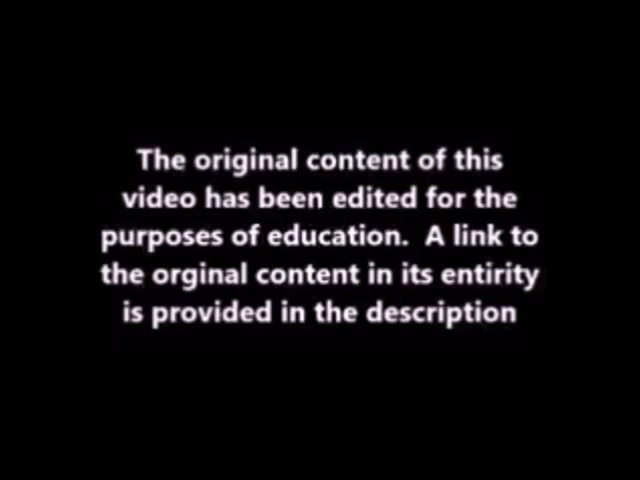 The original content of this
video has been edited for the
purposes of education.  A link to
the orginal content in its entirity
is provided in the description